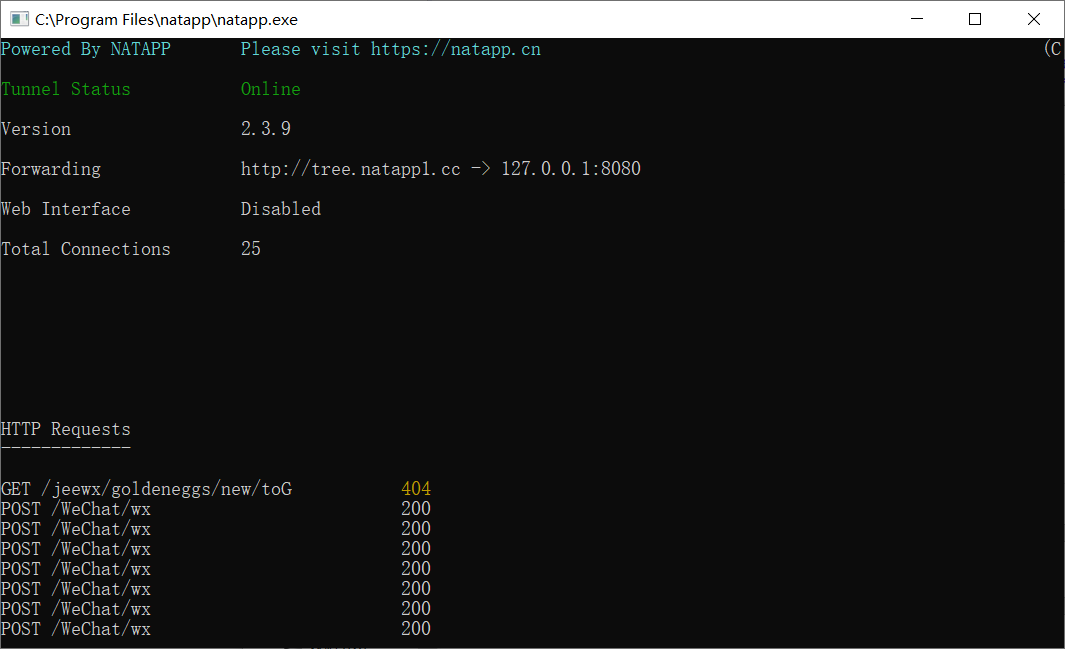 C:\Program Files\natapp\natapp.exe
Powered By NATAPP Please visit https://natapp.cn (C
Tunnel Status Online
Version 2.3.9
Forwarding http://tree.natapp1.cc -> 127.0.0.1:8080
Web Interface Disabled
Total Connections 25
HTTP Requests
-------------
GET /jeewx/goldeneggs/new/toG 404
POST /WeChat/wx 200
POST /WeChat/wx 200
POST /WeChat/wx 200
POST /WeChat/wx 200
POST /WeChat/wx 200
POST /WeChat/wx 200
POST /WeChat/wx 200